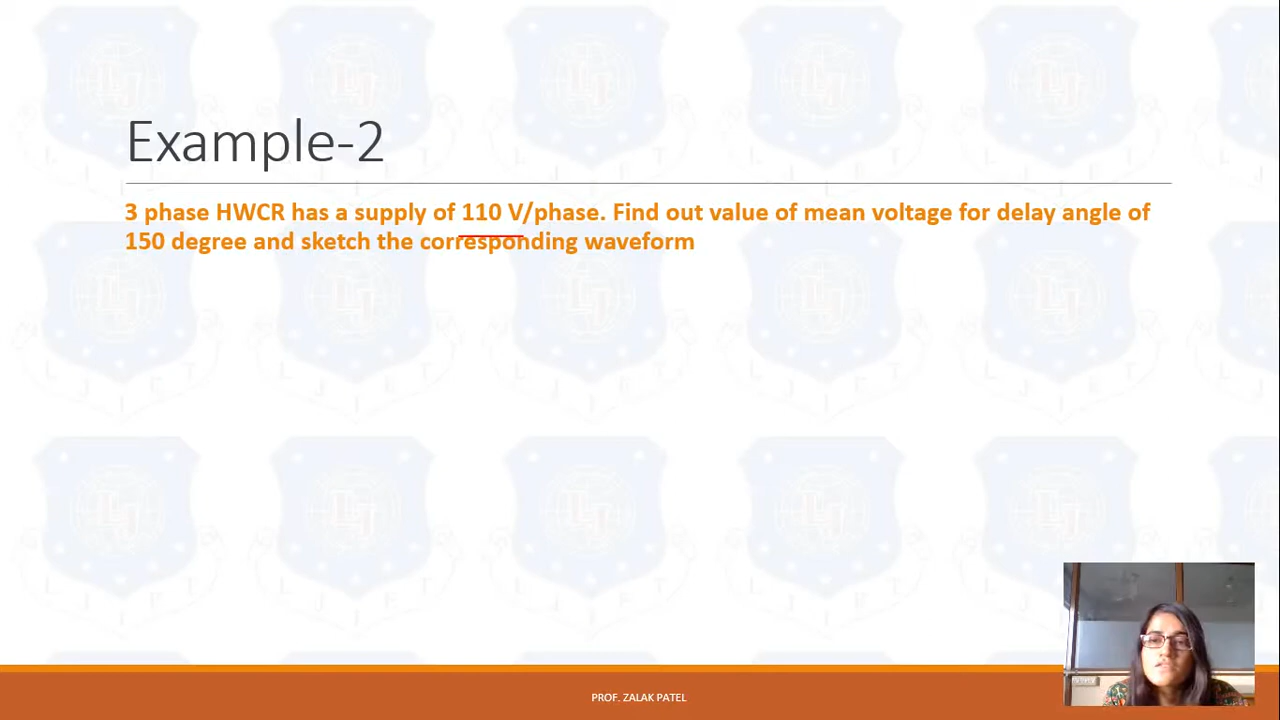 Example-2
3 phase HWCR has a supply of 110 V/phase. Find out value of mean voltage for delay angle of
150 degree and sketch the corresponding waveform
PROF. ZALAK PATEL